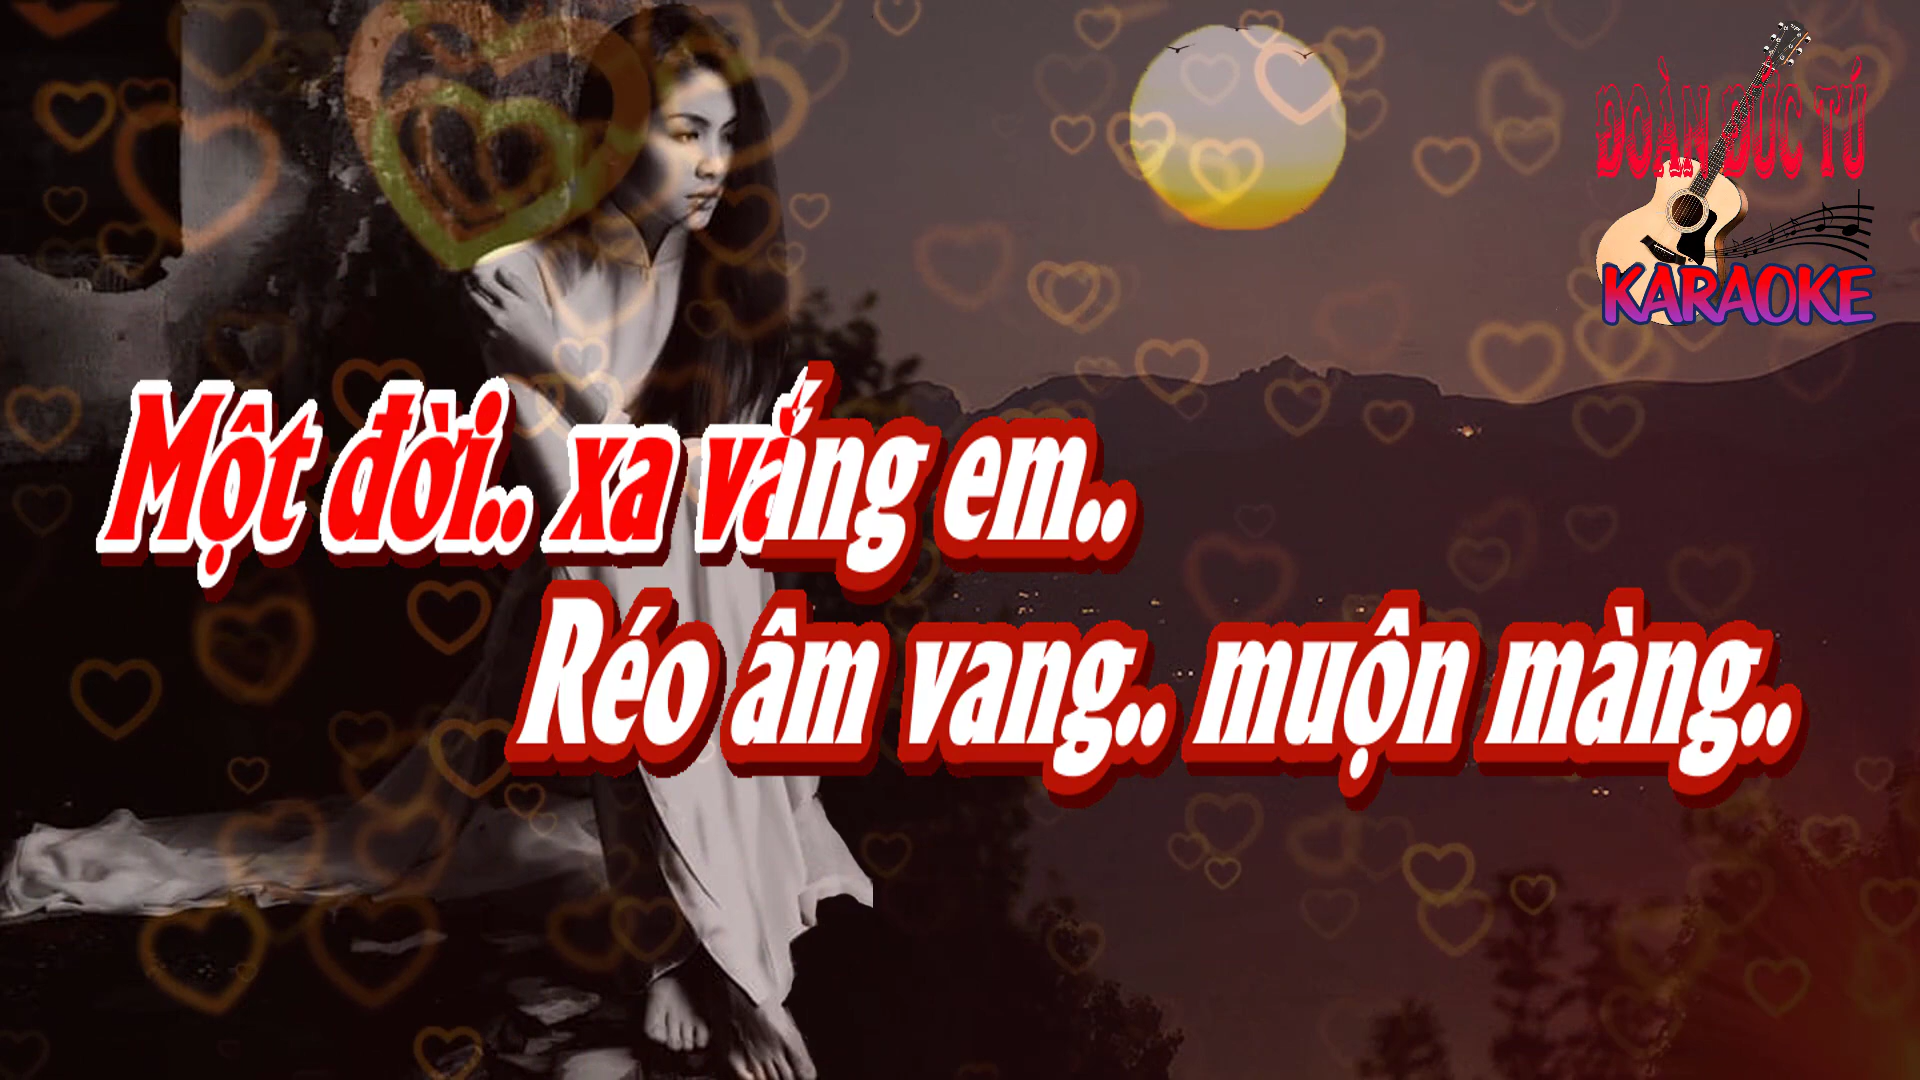 ĐOÀN ĐỨC TÚ
KARAOKE
Một đời.. xa vắng em..
Réo âm vang.. muộn màng..